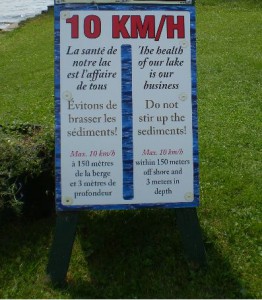 10 KM/H
La santé de
notre lac
est l'affaire
de tous
Évitons de
brasser les
sédiments!
Max. 10 km/h
à 150 mètres
de la berge
et 3 mètres de
profondeur
The health
of our lake
is our
business
Do not
stir up the
sediments!
Max. 10 km/h
within 150 meters
off shore and
3 meters in
depth